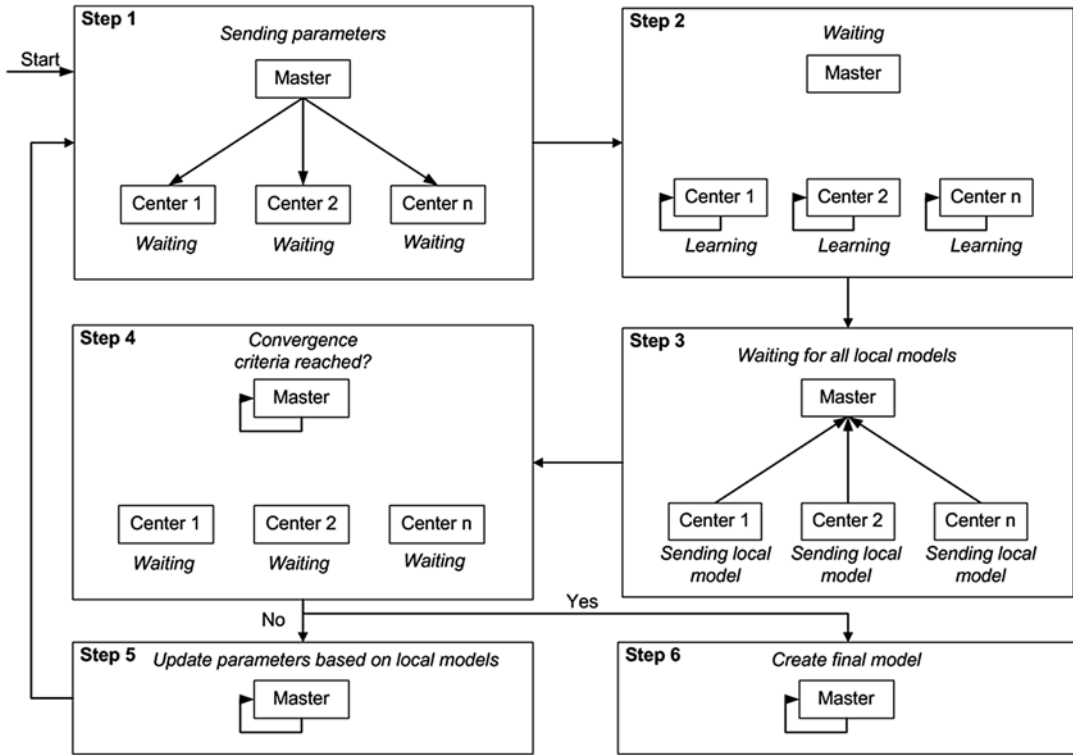 Start
Step 1
Sending parameters
Master
Center 1
Center 2
Center n
Waiting
Waiting
Waiting
Step 2
Waiting
Master
Center 1
Center 2
Center n
Learning
Learning
Learning
Step 3
Waiting for all local models
Master
Center 1
Center 2
Center n
Sending local
model
Sending local
model
Sending local
model
Step 4
Convergence
criteria reached?
Master
Center 1
Center 2
Center n
Waiting
Waiting
Waiting
No
Yes
Step 5
Update parameters based on local models
Master
Step 6
Create final model
Master